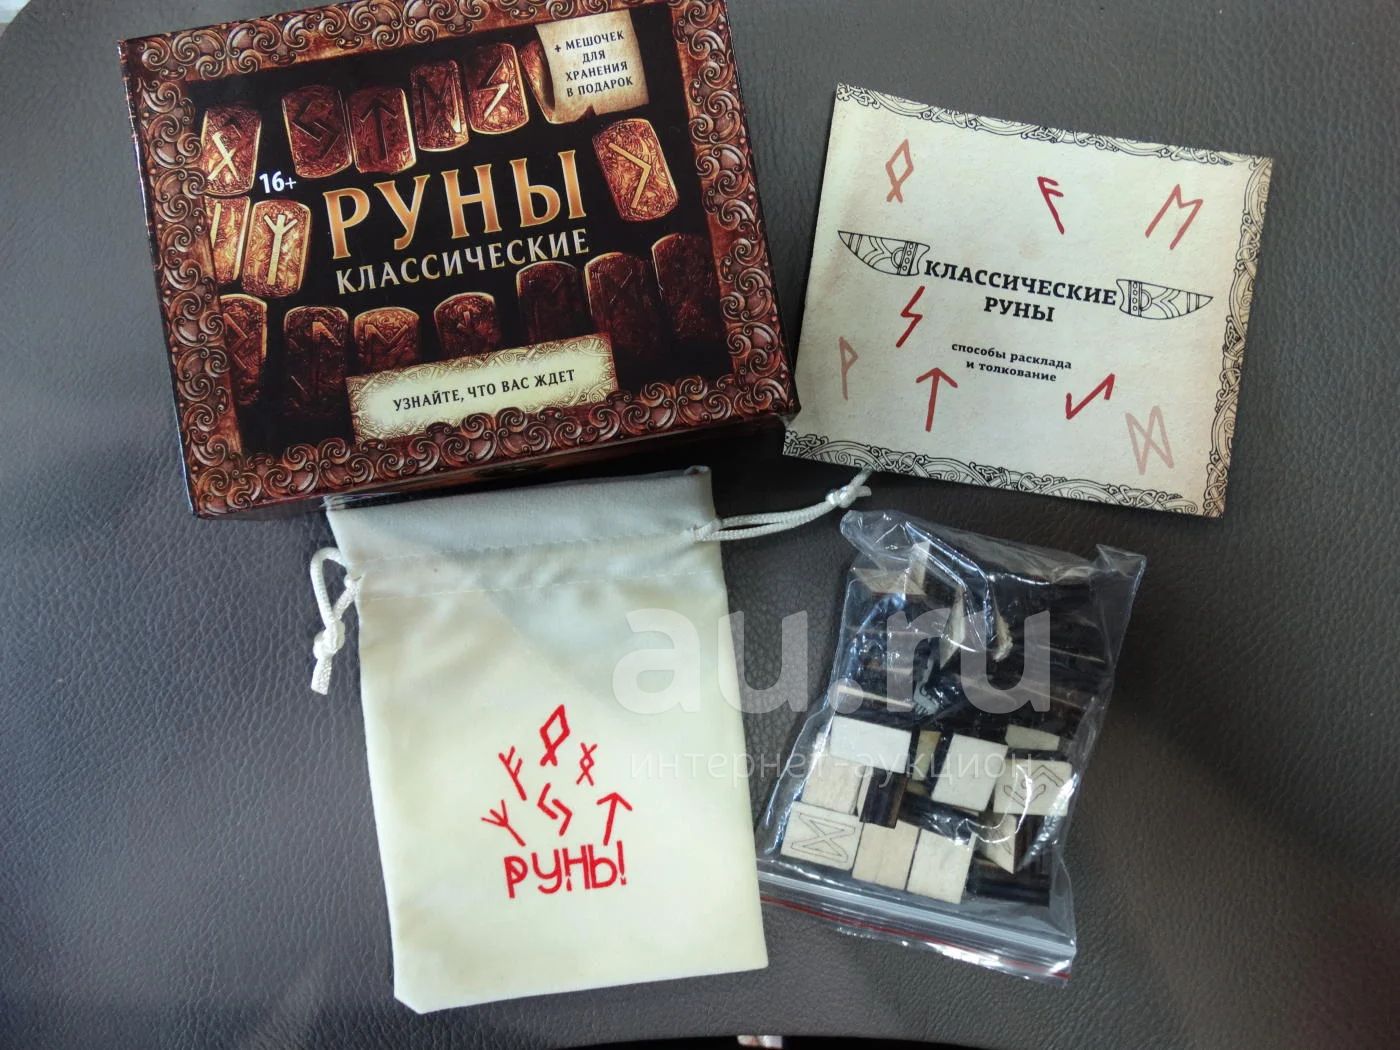 + МЕШОЧЕК
ДЛЯ
ХРАНЕНИЯ
В ПОДАРОК
16+
РУНЫ
КЛАССИЧЕСКИЕ
УЗНАЙТЕ, ЧТО ВАС ЖДЕТ
КЛАССИЧЕСКИЕ
РУНЫ
способы расклада
и толкование
au.ru
интернет-аукцион
РУНЫ